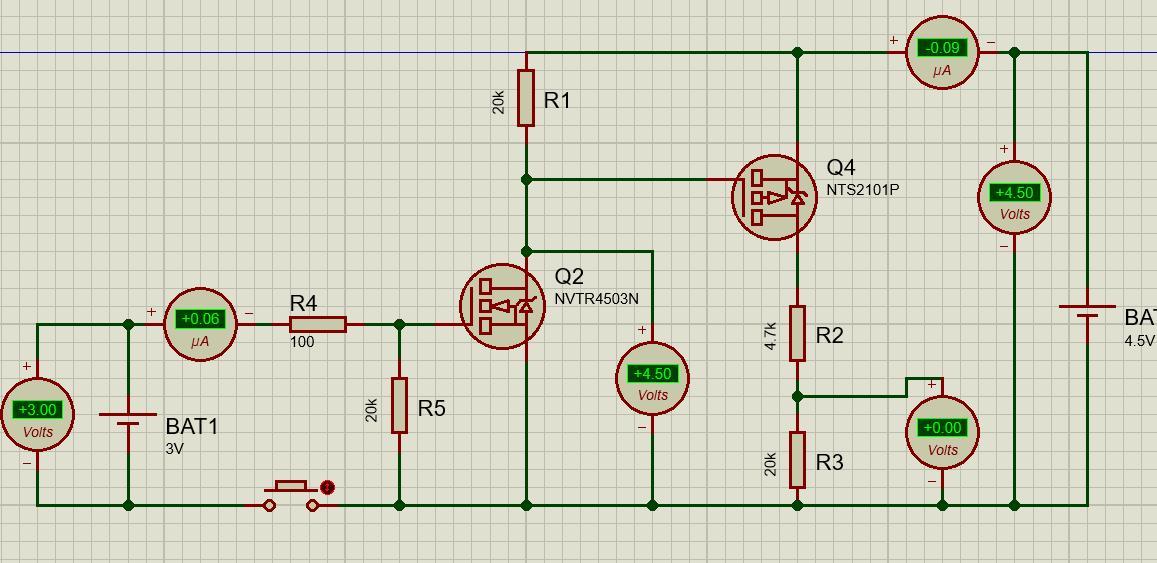 -0.09
µA
20k
R1
Q4
NTS2101P
+4.50
Volts
Q2
NVTR4503N
R4
+0.06
µA
100
4.7k
R2
BAT
4.5V
+4.50
Volts
+3.00
Volts
BAT1
3V
20k
R5
+0.00
Volts
20k
R3